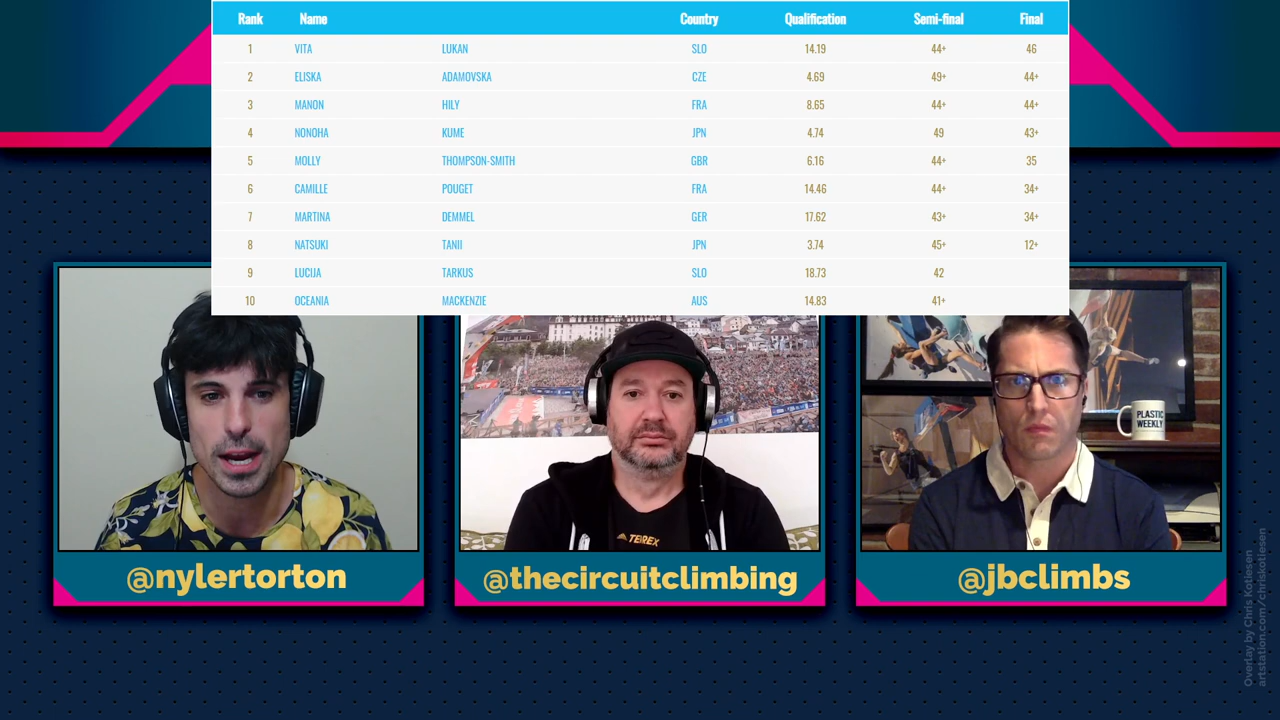 Rank Name Country Qualification Semi-final Final
1 VITA LUKAN SLO 14.19 44+ 46
2 ELISKA ADAMOVSKA CZE 4.69 49+ 44+
3 MANON HILY FRA 8.65 44+ 44+
4 NONOHA KUME JPN 4.74 49 43+
5 MOLLY THOMPSON-SMITH GBR 6.16 44+ 35
6 CAMILLE POUGET FRA 14.46 44+ 34+
7 MARTINA DEMMEL GER 17.62 43+ 34+
8 NATSUKI TANII JPN 3.74 45+ 12+
9 LUCIJA TARKUS SLO 18.73 42
10 OCEANIA MACKENZIE AUS 14.83 41+
PLASTIC
WEEKLY
TERREX
@nylertorton
@thecircuitclimbing
@jbclimbs
Overlay by Chris Kotiesen
artstation.com/chriskotiesen